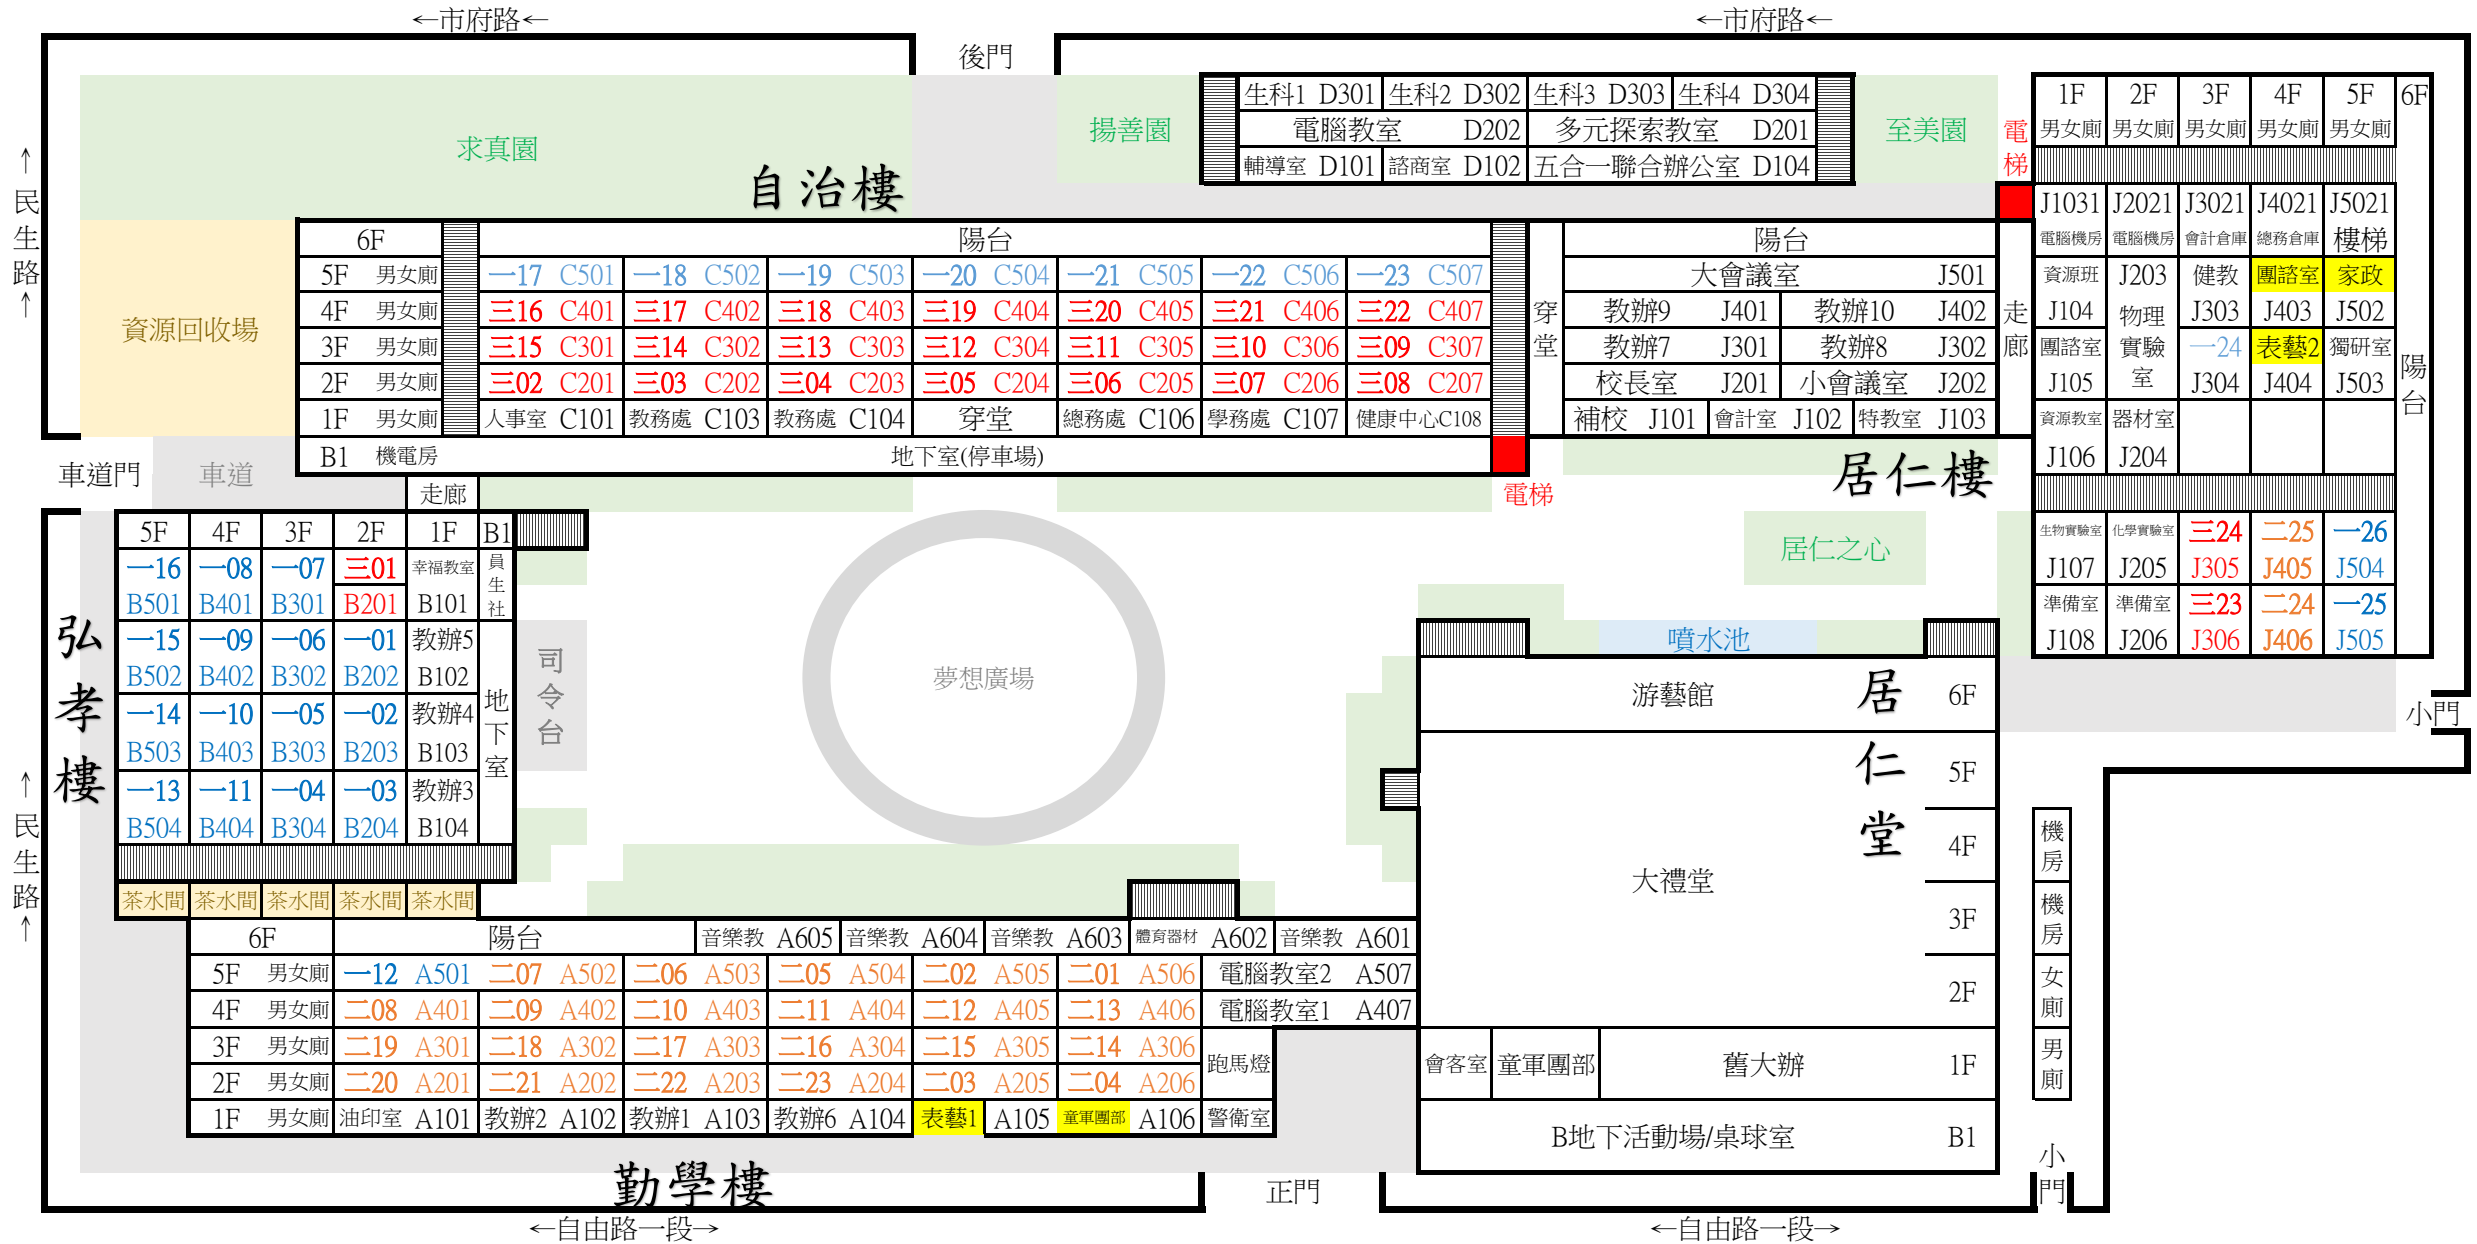 ←市府路← ←市府路←
後門
求真園
揚善園
至美園
生科1 D301 生科2 D302 生科3 D303 生科4 D304
電腦教室 D202 多元探索教室 D201
輔導室 D101 諮商室 D102 五合一聯合辦公室 D104
電梯
1F 2F 3F 4F 5F 6F
男女廁 男女廁 男女廁 男女廁 男女廁
J1031 J2021 J3021 J4021 J5021
電腦機房 電腦機房 會計倉庫 總務倉庫 樓梯
資源班 J203 健教 團諮室 家政
J104 物理實驗室 J303 J403 J502
團諮室 一24 表藝2 獨研室
J105 J304 J404 J503
資源教室 器材室
J106 J204
生物實驗室 化學實驗室 三24 二25 一26
J107 J205 J305 J405 J504
準備室 準備室 三23 二24 一25
J108 J206 J306 J406 J505
陽台
←民生路←
自治樓
資源回收場
6F 陽台
5F 男女廁 一17 C501 一18 C502 一19 C503 一20 C504 一21 C505 一22 C506 一23 C507
4F 男女廁 三16 C401 三17 C402 三18 C403 三19 C404 三20 C405 三21 C406 三22 C407
3F 男女廁 三15 C301 三14 C302 三13 C303 三12 C304 三11 C305 三10 C306 三09 C307
2F 男女廁 三02 C201 三03 C202 三04 C203 三05 C204 三06 C205 三07 C206 三08 C207
1F 男女廁 人事室 C101 教務處 C103 教務處 C104 穿堂 總務處 C106 學務處 C107 健康中心C108
B1 機電房 地下室(停車場)
電梯
穿堂
陽台
大會議室 J501
教辦9 J401 教辦10 J402
教辦7 J301 教辦8 J302
校長室 J201 小會議室 J202
補校 J101 會計室 J102 特教室 J103
走廊
居仁樓
車道門 車道
走廊
5F 4F 3F 2F 1F B1
一16 一08 一07 三01 幸福教室
B501 B401 B301 B201 B101
一15 一09 一06 一01 教辦5
B502 B402 B302 B202 B102
一14 一10 一05 一02 教辦4
B503 B403 B303 B203 B103
一13 一11 一04 一03 教辦3
B504 B404 B304 B204 B104
員生社
地下室
茶水間 茶水間 茶水間 茶水間 茶水間
弘孝樓
←民生路←
司令台
夢想廣場
居仁之心
噴水池
游藝館 6F
5F
4F
大禮堂
3F
2F
會客室 童軍團部 舊大辦 1F
B地下活動場/桌球室 B1
居仁堂
小門
機房
機房
女廁
男廁
小門
6F 陽台 音樂教 A605 音樂教 A604 音樂教 A603 體育器材 A602 音樂教 A601
5F 男女廁 一12 A501 二07 A502 二06 A503 二05 A504 二02 A505 二01 A506 電腦教室2 A507
4F 男女廁 二08 A401 二09 A402 二10 A403 二11 A404 二12 A405 二13 A406 電腦教室1 A407
3F 男女廁 二19 A301 二18 A302 二17 A303 二16 A304 二15 A305 二14 A306
跑馬燈
2F 男女廁 二20 A201 二21 A202 二22 A203 二23 A204 二03 A205 二04 A206
1F 男女廁 油印室 A101 教辦2 A102 教辦1 A103 教辦6 A104 表藝1 A105 童軍團部 A106 警衛室
勤學樓
正門
←自由路一段→ ←自由路一段→